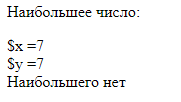 Наибольшее число:
$x =7
$y =7
Наибольшего нет